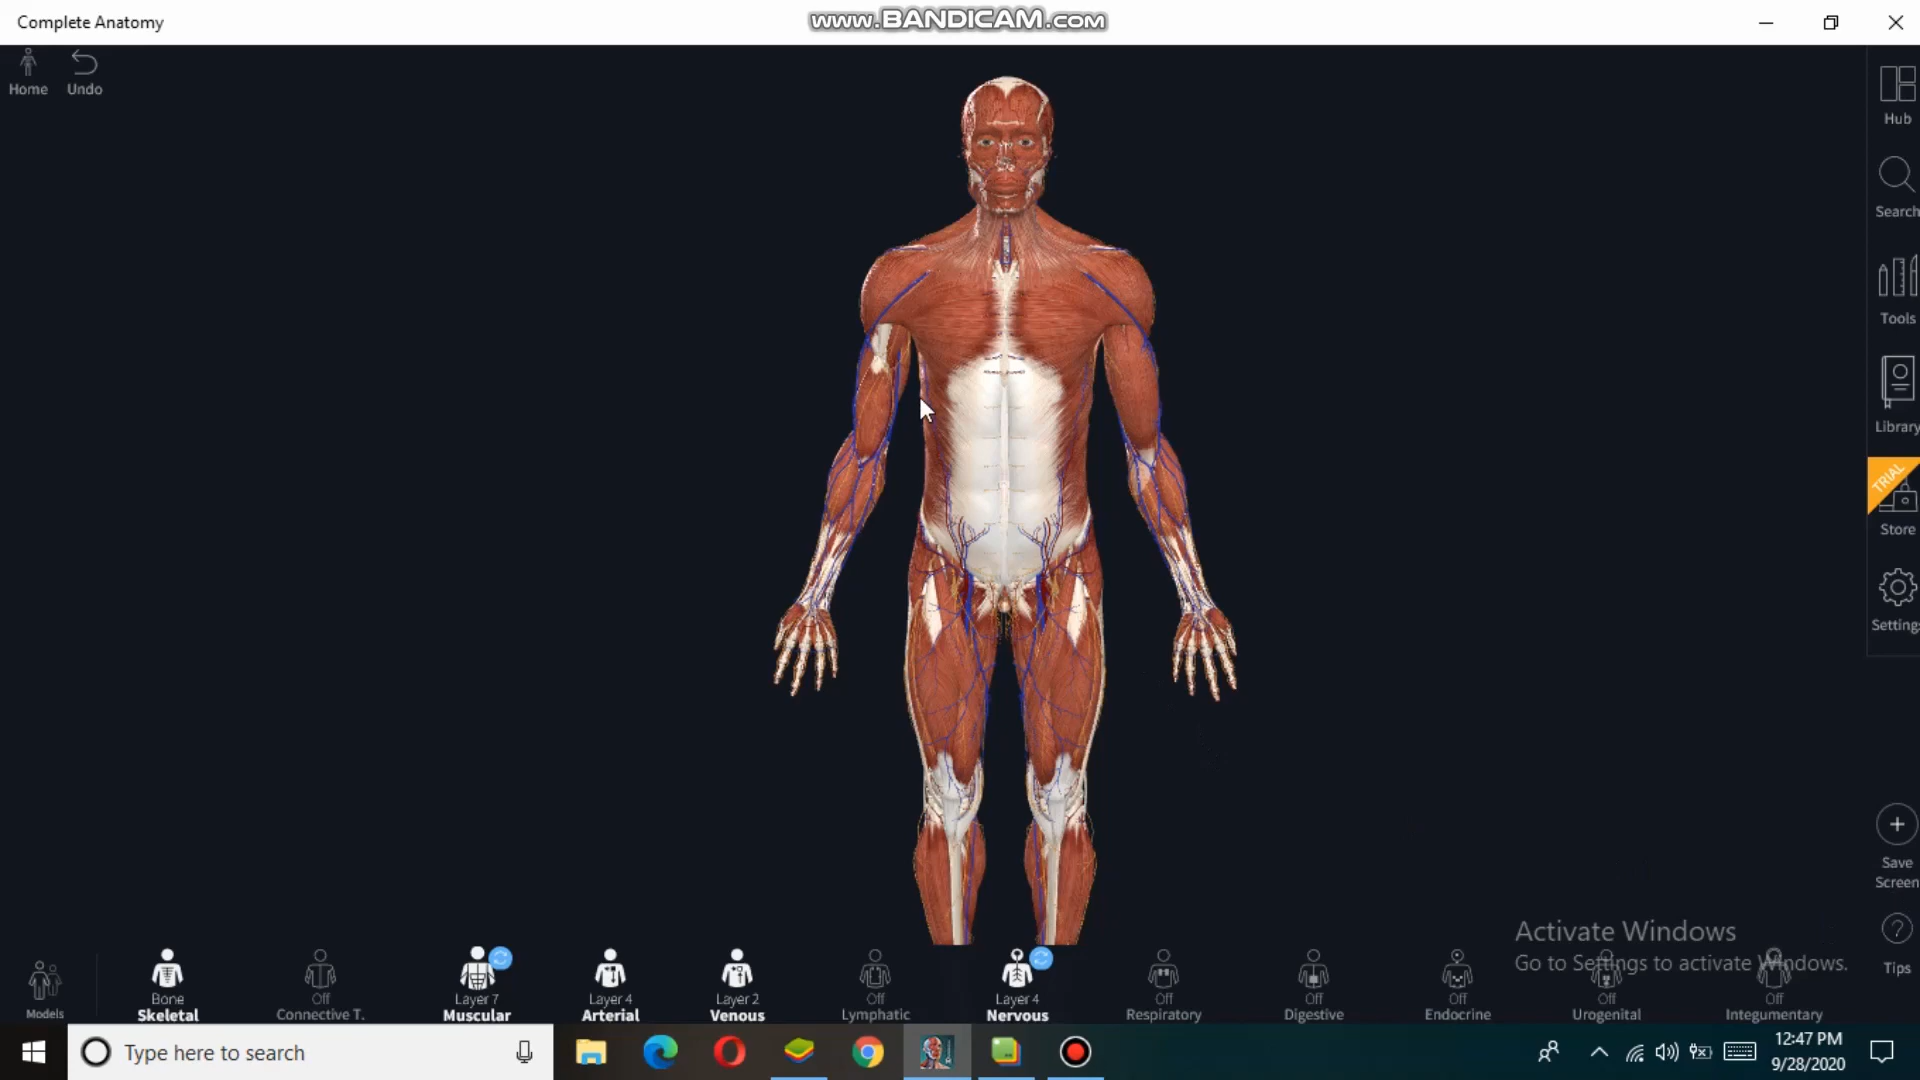 Complete Anatomy
www.BANDICAM.com
Home
Undo
Hub
Search
Tools
Library
TRIAL
Store
Settings
Save
Screen
Tips
Activate Windows
Go to Settings to activate Windows.
Models
Bone
Skeletal
Off
Connective T.
Layer 7
Muscular
Layer 4
Arterial
Layer 2
Venous
Off
Lymphatic
Layer 4
Nervous
Off
Respiratory
Off
Digestive
Off
Endocrine
Off
Urogenital
Off
Integumentary
Type here to search
12:47 PM
9/28/2020